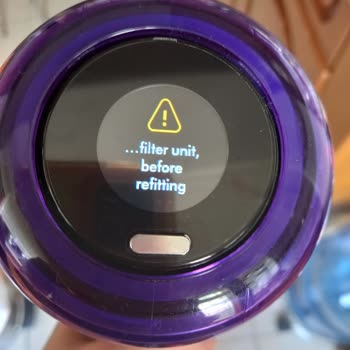 ...filter unit,
before
refitting